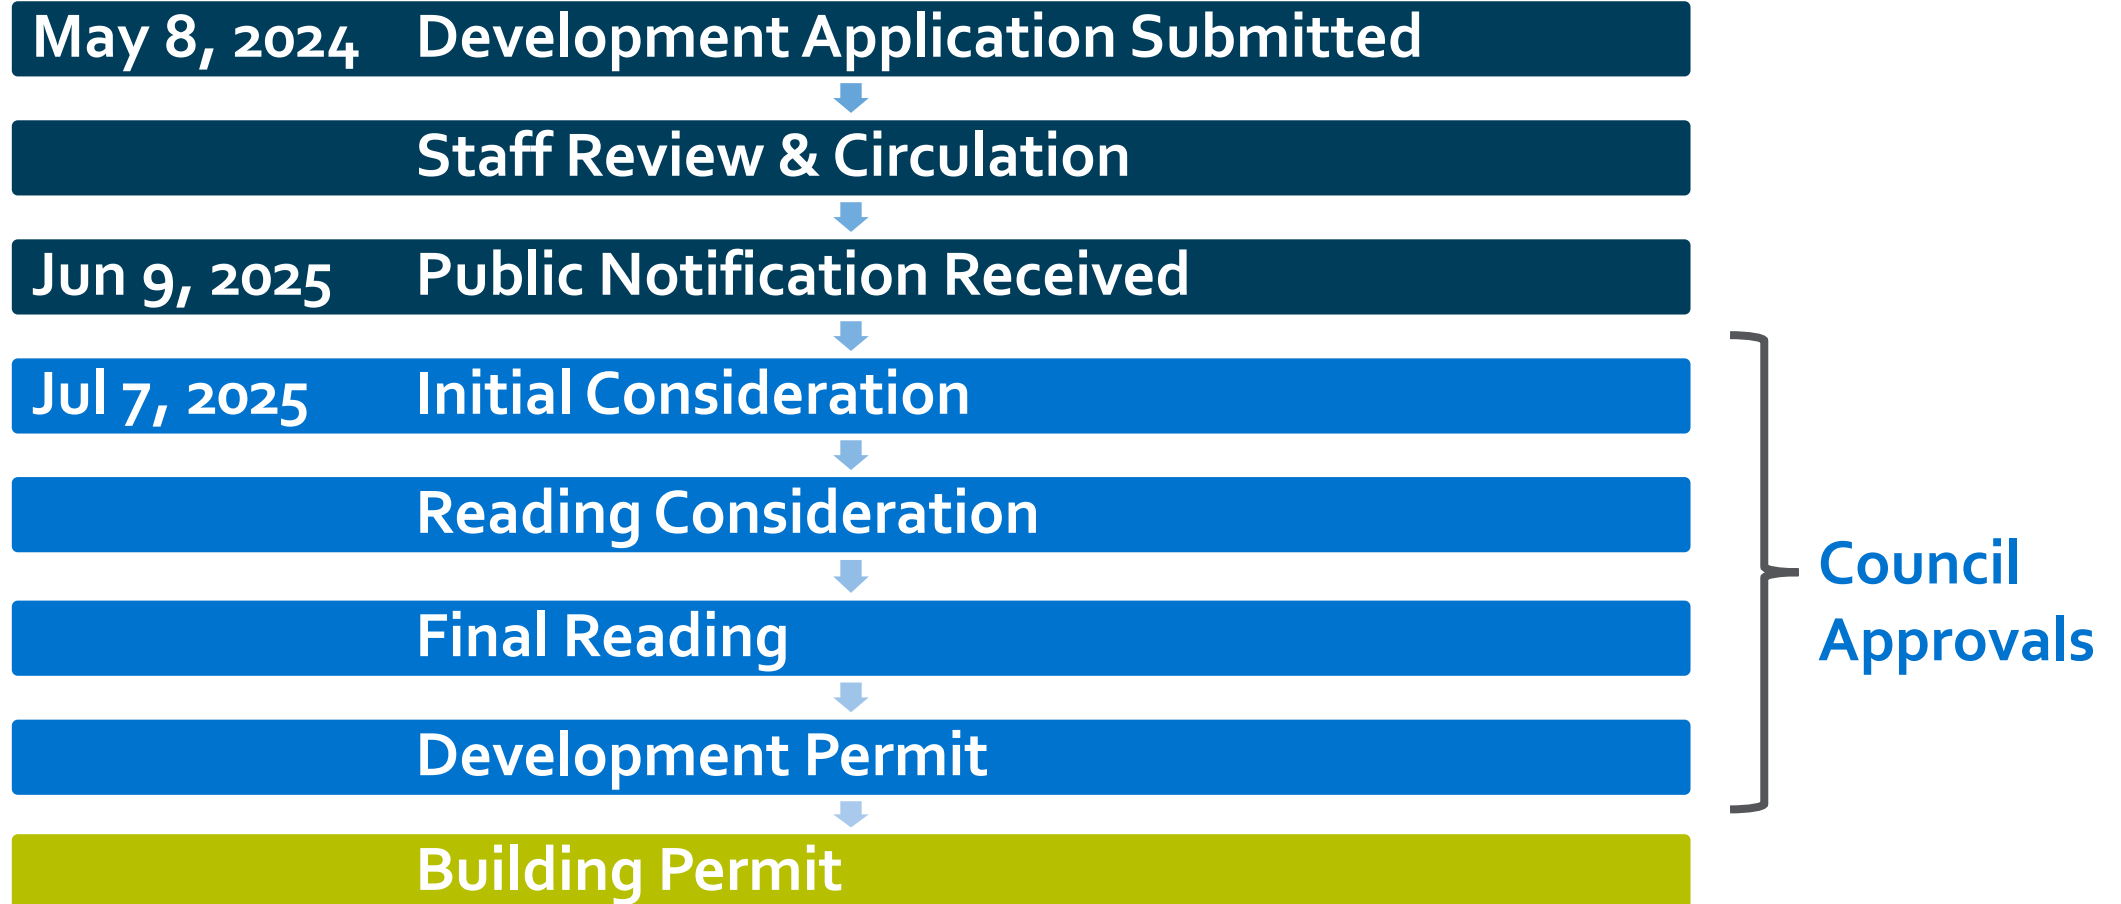 May 8, 2024 Development Application Submitted
Staff Review & Circulation
Jun 9, 2025 Public Notification Received
Jul 7, 2025 Initial Consideration
Reading Consideration
Final Reading
Development Permit
Building Permit
Council
Approvals